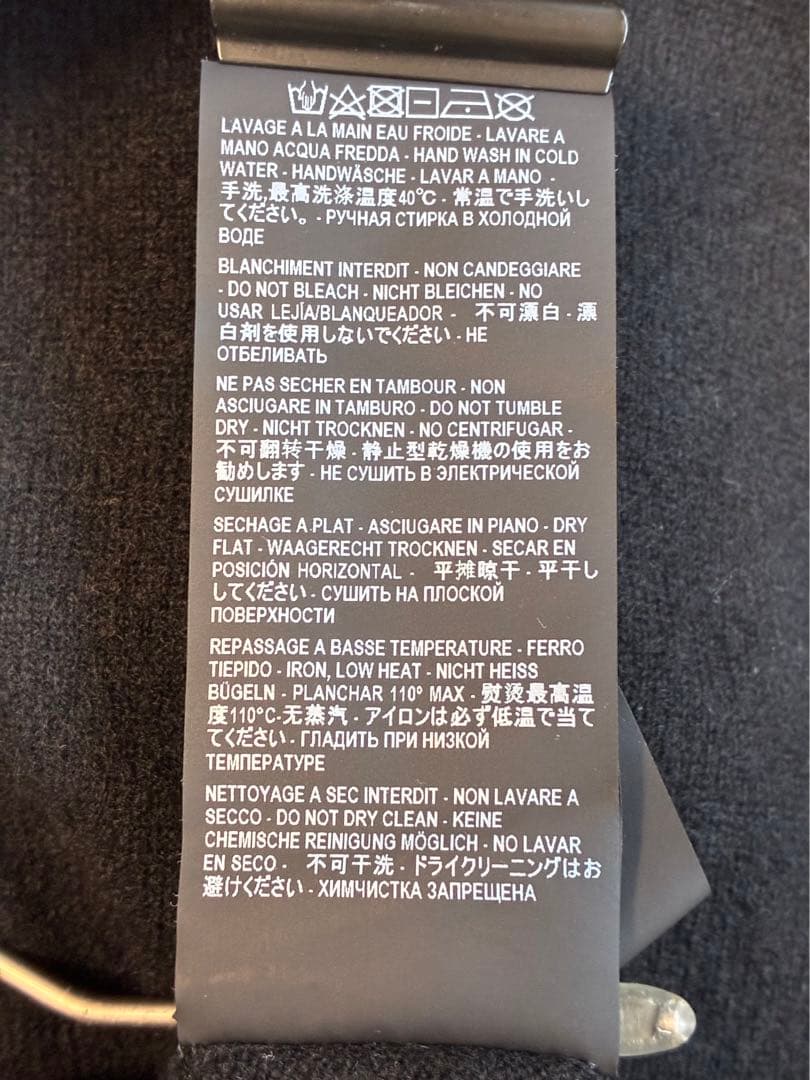 LAVAGE A LA MAIN EAU FROIDE - LAVARE A
MANO ACQUA FREDDA - HAND WASH IN COLD
WATER - HANDWÄSCHE - LAVAR A MANO -
手洗,最高洗涤温度40℃ - 常温で手洗いし
てください。 - РУЧНАЯ СТИРКА В ХОЛОДНОЙ
ВОДЕ
BLANCHIMENT INTERDIT - NON CANDEGGIARE
- DO NOT BLEACH - NICHT BLEICHEN - NO
USAR LEJÍA/BLANQUEADOR - 不可漂白 - 漂
白剤を使用しないでください - НЕ
ОТБЕЛИВАТЬ
NE PAS SECHER EN TAMBOUR - NON
ASCIUGARE IN TAMBURO - DO NOT TUMBLE
DRY - NICHT TROCKNEN - NO CENTRIFUGAR -
不可翻转干燥 - 静止型乾燥機の使用をお
勧めします - НЕ СУШИТЬ В ЭЛЕКТРИЧЕСКОЙ
СУШИЛКЕ
SECHAGE A PLAT - ASCIUGARE IN PIANO - DRY
FLAT - WAAGERECHT TROCKNEN - SECAR EN
POSICIÓN HORIZONTAL - 平摊晾干 - 平干し
してください - СУШИТЬ НА ПЛОСКОЙ
ПОВЕРХНОСТИ
REPASSAGE A BASSE TEMPERATURE - FERRO
TIEPIDO - IRON, LOW HEAT - NICHT HEISS
BÜGELN - PLANCHAR 110º MAX - 熨烫最高温
度110°C-无蒸汽 - アイロンは必ず低温で当て
てください - ГЛАДИТЬ ПРИ НИЗКОЙ
ТЕМПЕРАТУРЕ
NETTOYAGE A SEC INTERDIT - NON LAVARE A
SECCO - DO NOT DRY CLEAN - KEINE
CHEMISCHE REINIGUNG MÖGLICH - NO LAVAR
EN SECO - 不可干洗 - ドライクリーニングはお
避けください - ХИМЧИСТКА ЗАПРЕЩЕНА